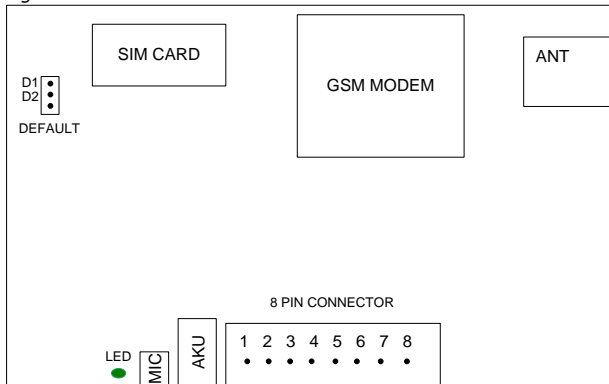 SIM CARD
GSM MODEM
ANT
D1
D2
DEFAULT
8 PIN CONNECTOR
1 2 3 4 5 6 7 8
LED
MIC
AKU